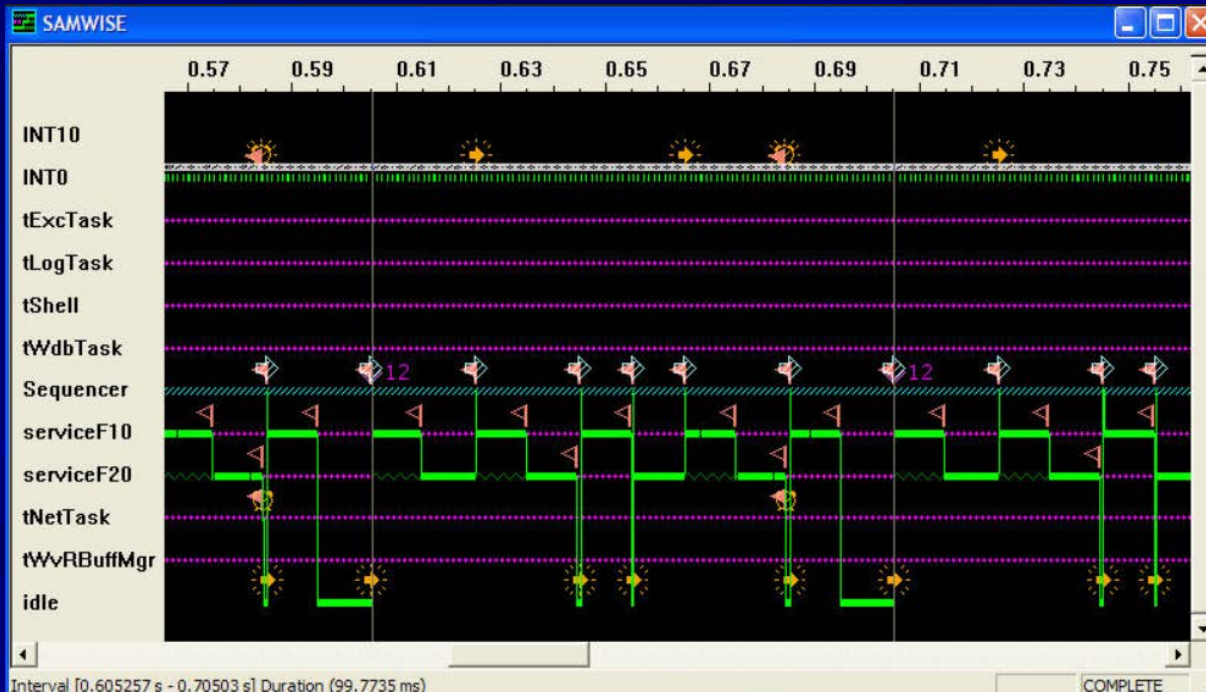 SAMWISE
0.57 0.59 0.61 0.63 0.65 0.67 0.69 0.71 0.73 0.75
INT10
INT0
tExcTask
tLogTask
tShell
tWdbTask
12 12
Sequencer
serviceF10
serviceF20
tNetTask
tWvRBuffMgr
idle
Interval [0.605257 s - 0.70503 s] Duration (99.7735 ms) COMPLETE